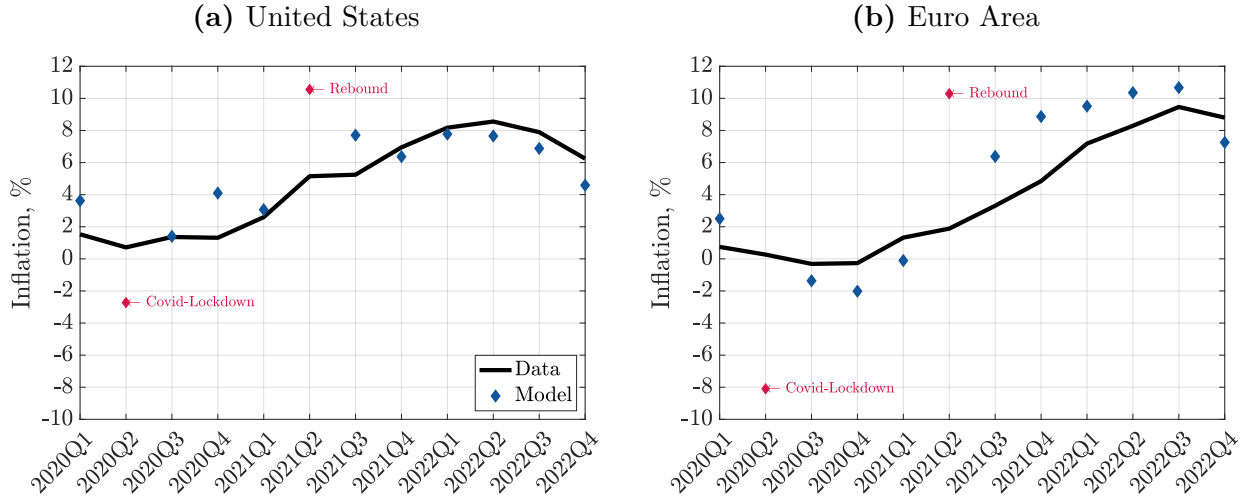 (a) United States
Inflation, %
12
10
8
6
4
2
0
-2
-4
-6
-8
-10
Rebound
Covid-Lockdown
Data
Model
2020Q1
2020Q2
2020Q3
2020Q4
2021Q1
2021Q2
2021Q3
2021Q4
2022Q1
2022Q2
2022Q3
2022Q4
(b) Euro Area
Inflation, %
12
10
8
6
4
2
0
-2
-4
-6
-8
-10
Rebound
Covid-Lockdown
2020Q1
2020Q2
2020Q3
2020Q4
2021Q1
2021Q2
2021Q3
2021Q4
2022Q1
2022Q2
2022Q3
2022Q4